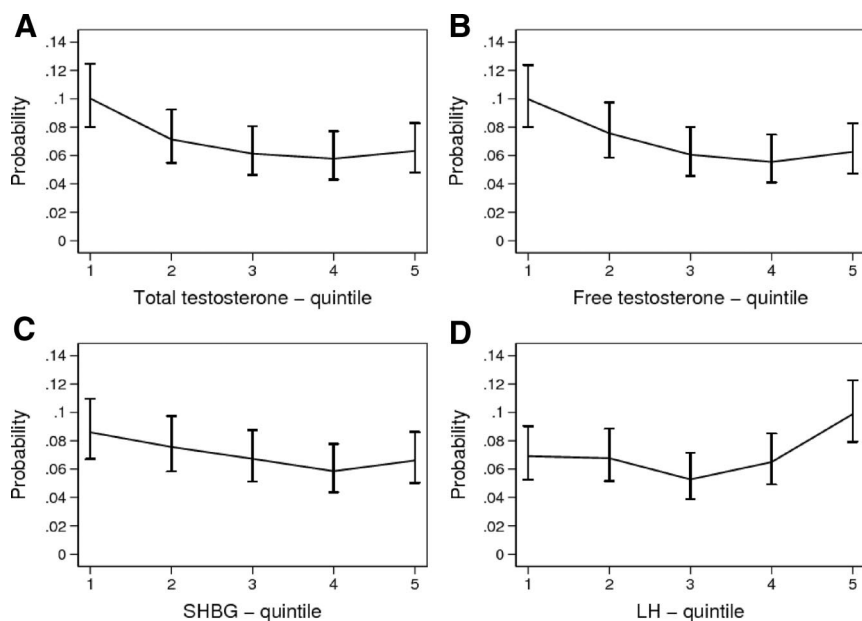 A
Probability
.14
.12
.1
.08
.06
.04
.02
0
1 2 3 4 5
Total testosterone – quintile
B
Probability
.14
.12
.1
.08
.06
.04
.02
0
1 2 3 4 5
Free testosterone – quintile
C
Probability
.14
.12
.1
.08
.06
.04
.02
0
1 2 3 4 5
SHBG – quintile
D
Probability
.14
.12
.1
.08
.06
.04
.02
0
1 2 3 4 5
LH – quintile